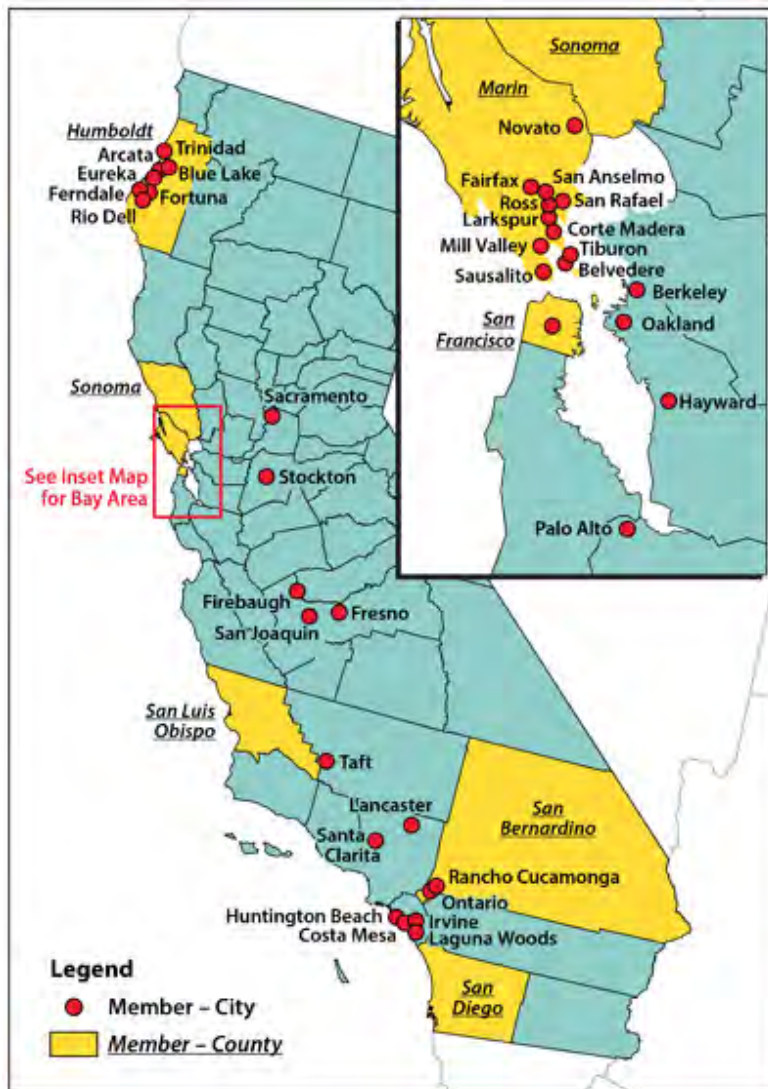 Humboldt
Trinidad
Arcata
Eureka
Blue Lake
Ferndale
Fortuna
Rio Dell
Sonoma
Sacramento
See Inset Map
for Bay Area
Stockton
Firebaugh
Fresno
San Joaquin
San Luis
Obispo
Taft
Lancaster
Santa
Clarita
San
Bernardino
Rancho Cucamonga
Ontario
Huntington Beach
Irvine
Costa Mesa
Laguna Woods
San
Diego
Sonoma
Marin
Novato
Fairfax
San Anselmo
Ross
San Rafael
Larkspur
Corte Madera
Mill Valley
Tiburon
Belvedere
Sausalito
Berkeley
San
Francisco
Oakland
Hayward
Palo Alto
Legend
Member – City
Member – County